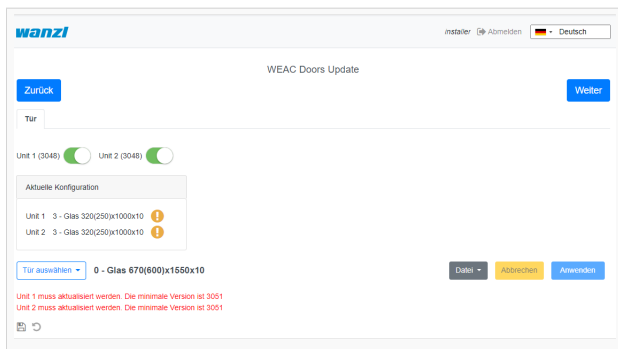 wanzl
installer Abmelden Deutsch
WEAC Doors Update
Zurück Weiter
Tür
Unit 1 (3048) Unit 2 (3048)
Aktuelle Konfiguration
Unit 1 3 - Glas 320(250)x1000x10
Unit 2 3 - Glas 320(250)x1000x10
Tür auswählen 0 - Glas 670(600)x1550x10 Datei Abbrechen Anwenden
Unit 1 muss aktualisiert werden. Die minimale Version ist 3051
Unit 2 muss aktualisiert werden. Die minimale Version ist 3051